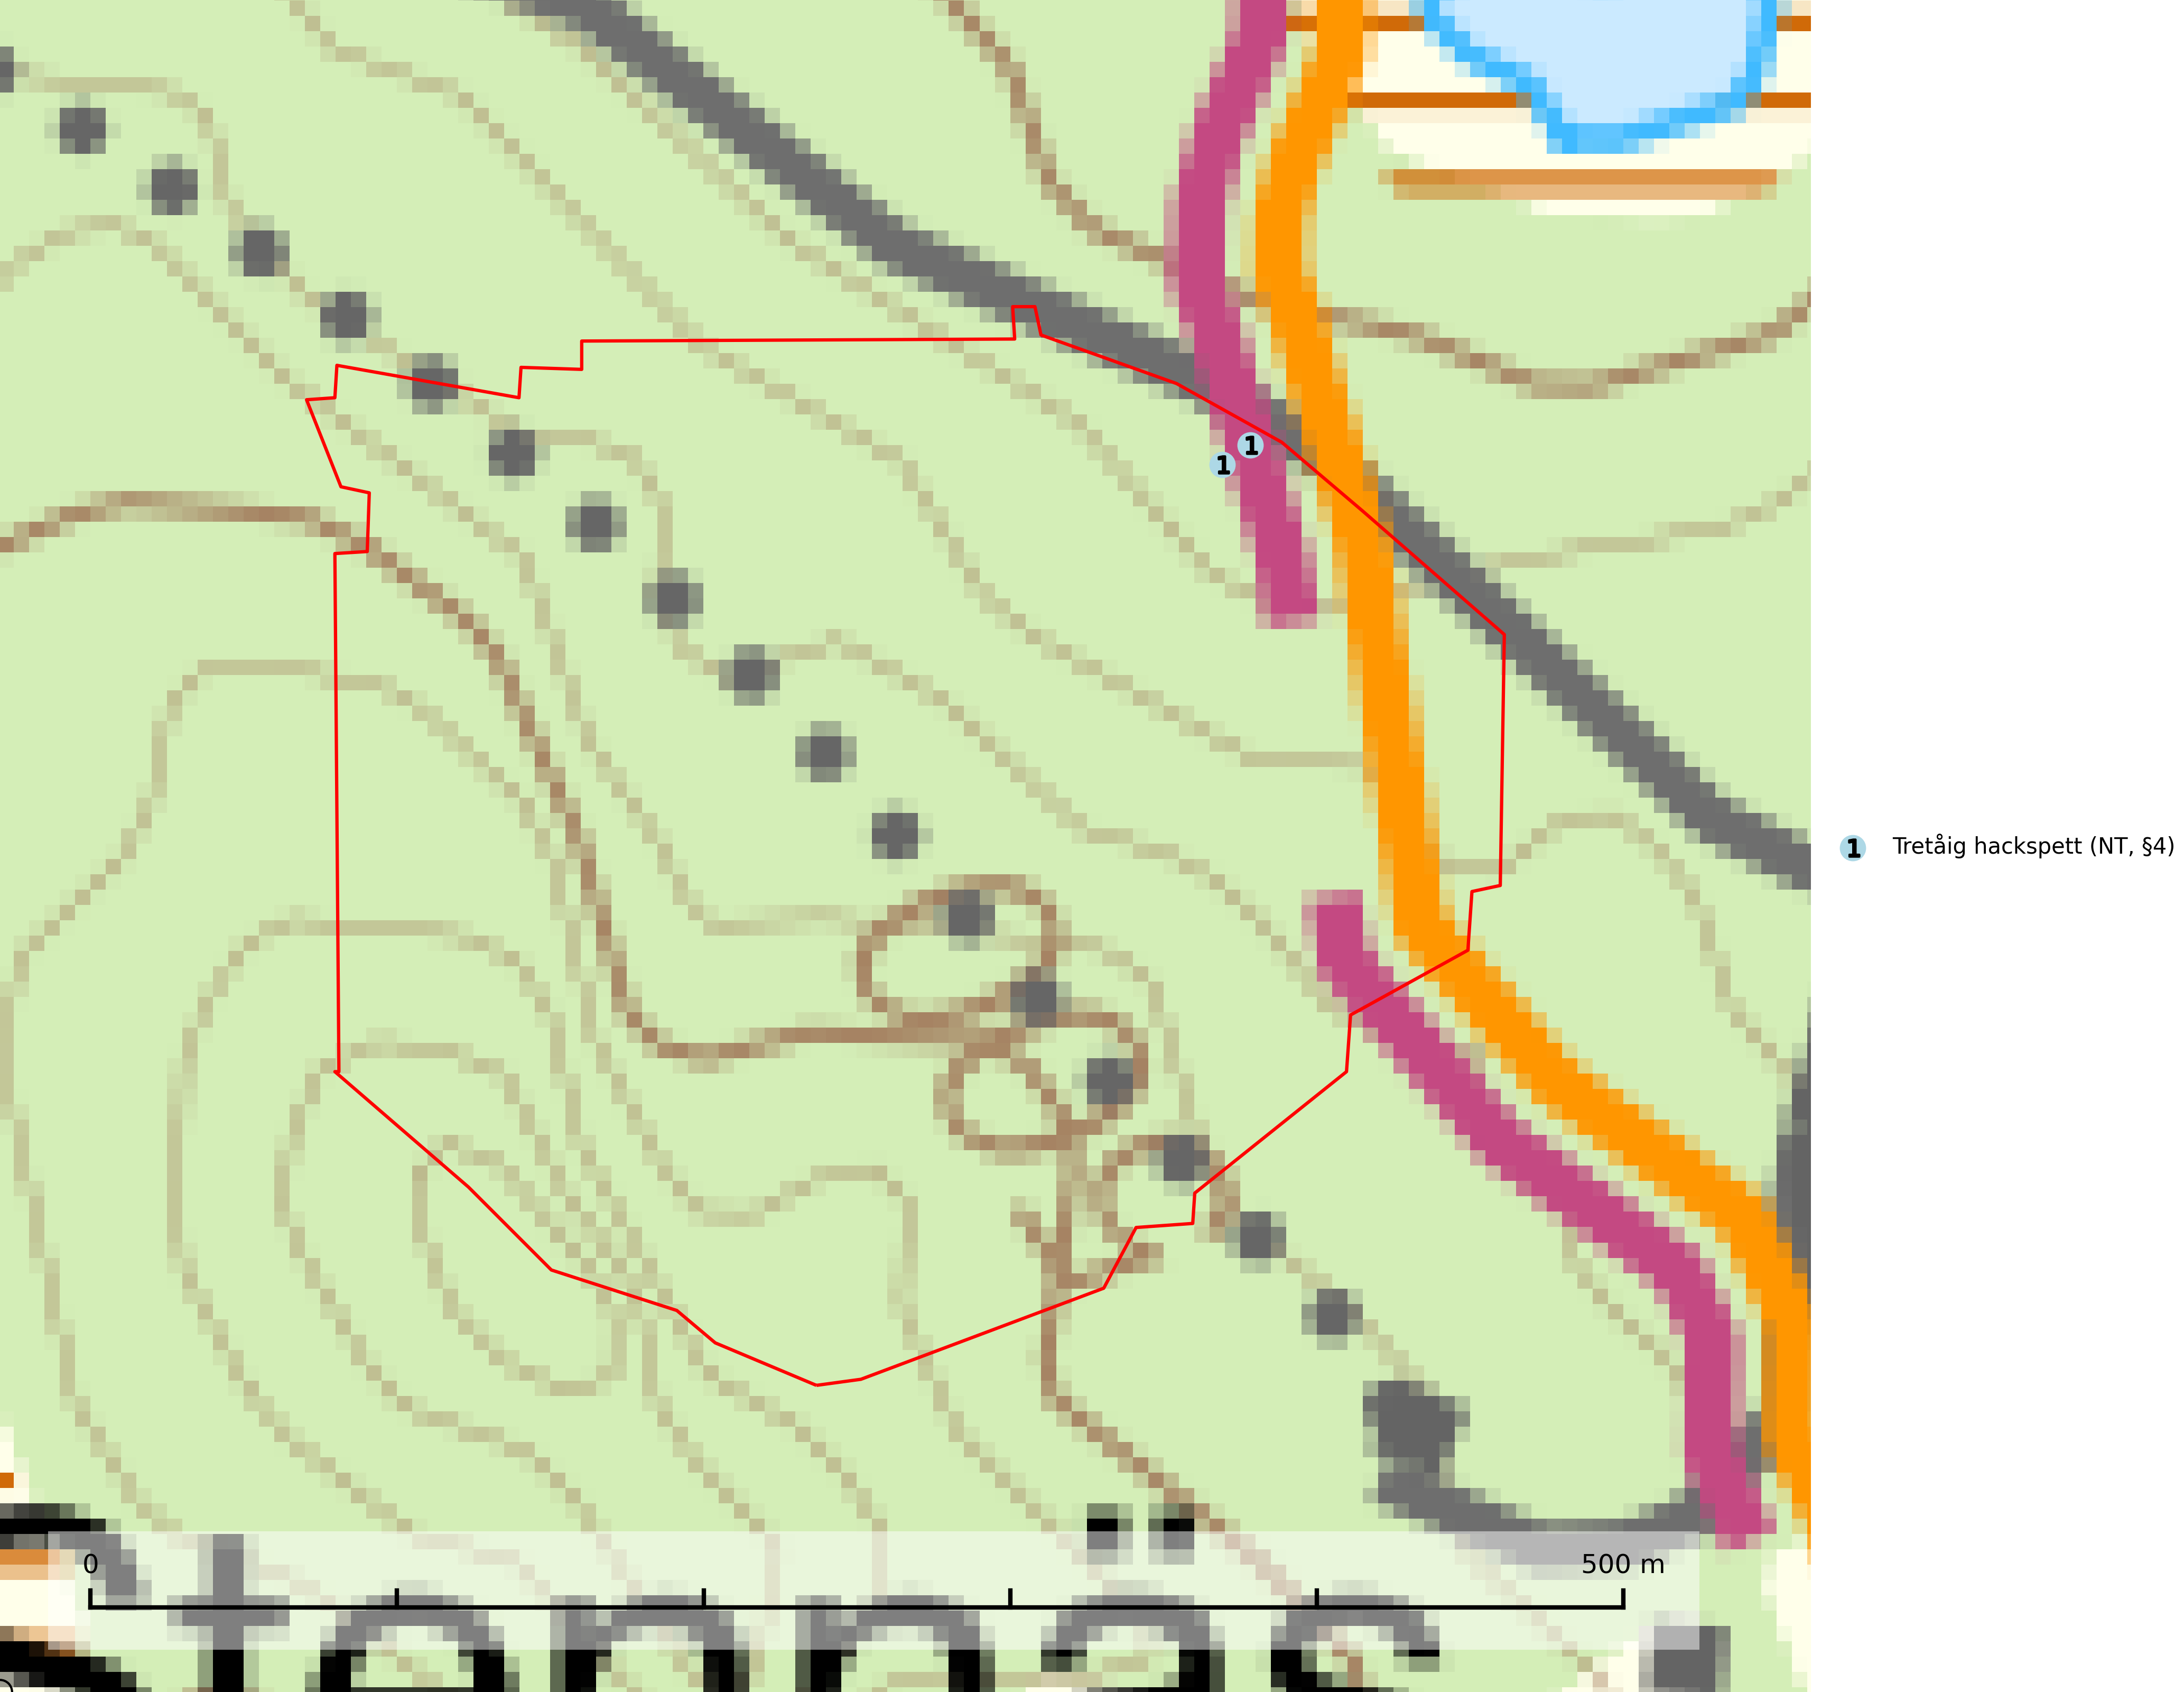 1
1
1 Tretåig hackspett (NT, §4)
0 500 m